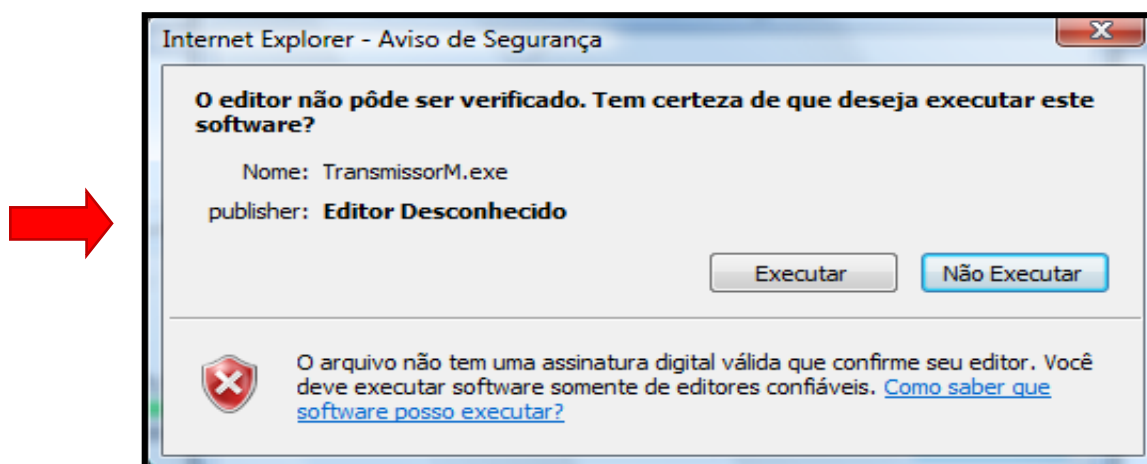 Internet Explorer - Aviso de Segurança
O editor não pôde ser verificado. Tem certeza de que deseja executar este
software?
Nome: TransmissorM.exe
publisher: Editor Desconhecido
Executar Não Executar
O arquivo não tem uma assinatura digital válida que confirme seu editor. Você
deve executar software somente de editores confiáveis. Como saber que
software posso executar?